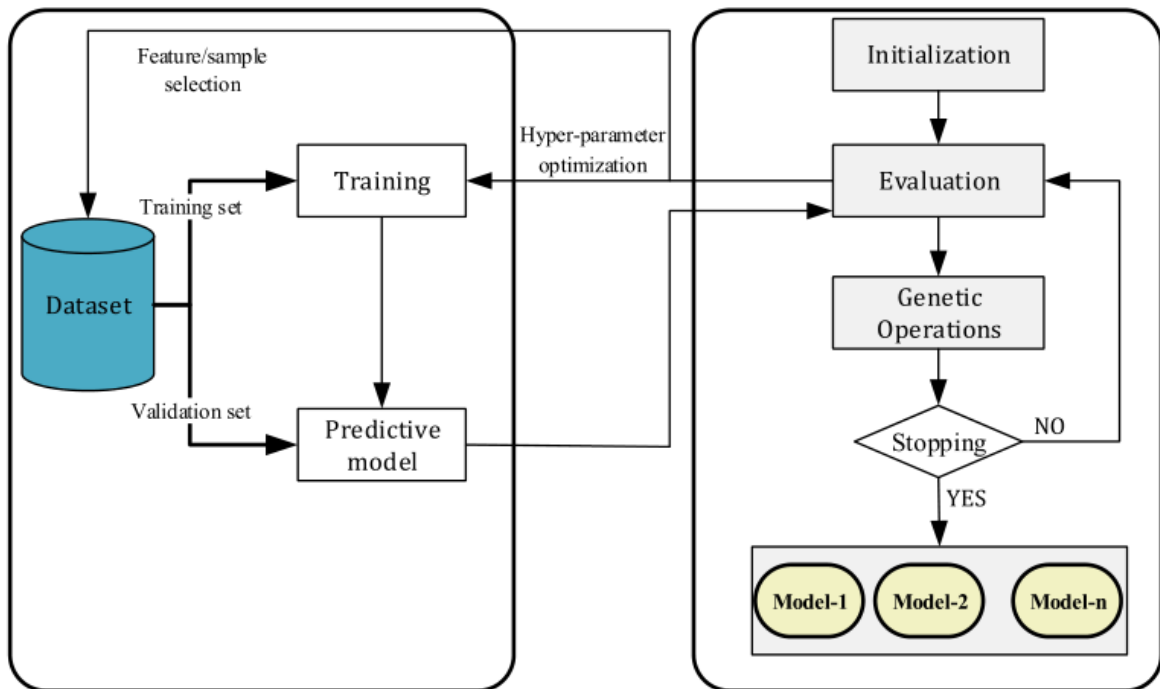 Feature/sample
selection
Initialization
Hyper-parameter
optimization
Training
Evaluation
Training set
Dataset
Genetic
Operations
Validation set
Predictive
model
Stopping
NO
YES
Model-1
Model-2
Model-n